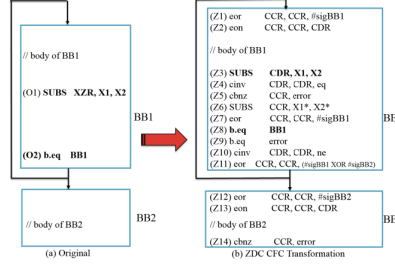 // body of BB1
(O1) SUBS XZR, X1, X2
BB1
(O2) b.eq BB1
// body of BB2
BB2
(a) Original
(Z1) eor CCR, CCR, #sigBB1
(Z2) eon CCR, CCR, CDR
// body of BB1
(Z3) SUBS CDR, X1, X2
(Z4) cinv CDR, CDR, eq
(Z5) cbnz CCR, error
(Z6) SUBS CCR, X1*, X2*
(Z7) eor CCR, CCR, #sigBB1
(Z8) b.eq BB1
(Z9) b.eq error
(Z10) cinv CDR, CDR, ne
(Z11) eor CCR, CCR, (#sigBB1 XOR #sigBB2)
BB
(Z12) eor CCR, CCR, #sigBB2
(Z13) eon CCR, CCR, CDR
// body of BB2
(Z14) cbnz CCR, error
BB
(b) ZDC CFC Transformation